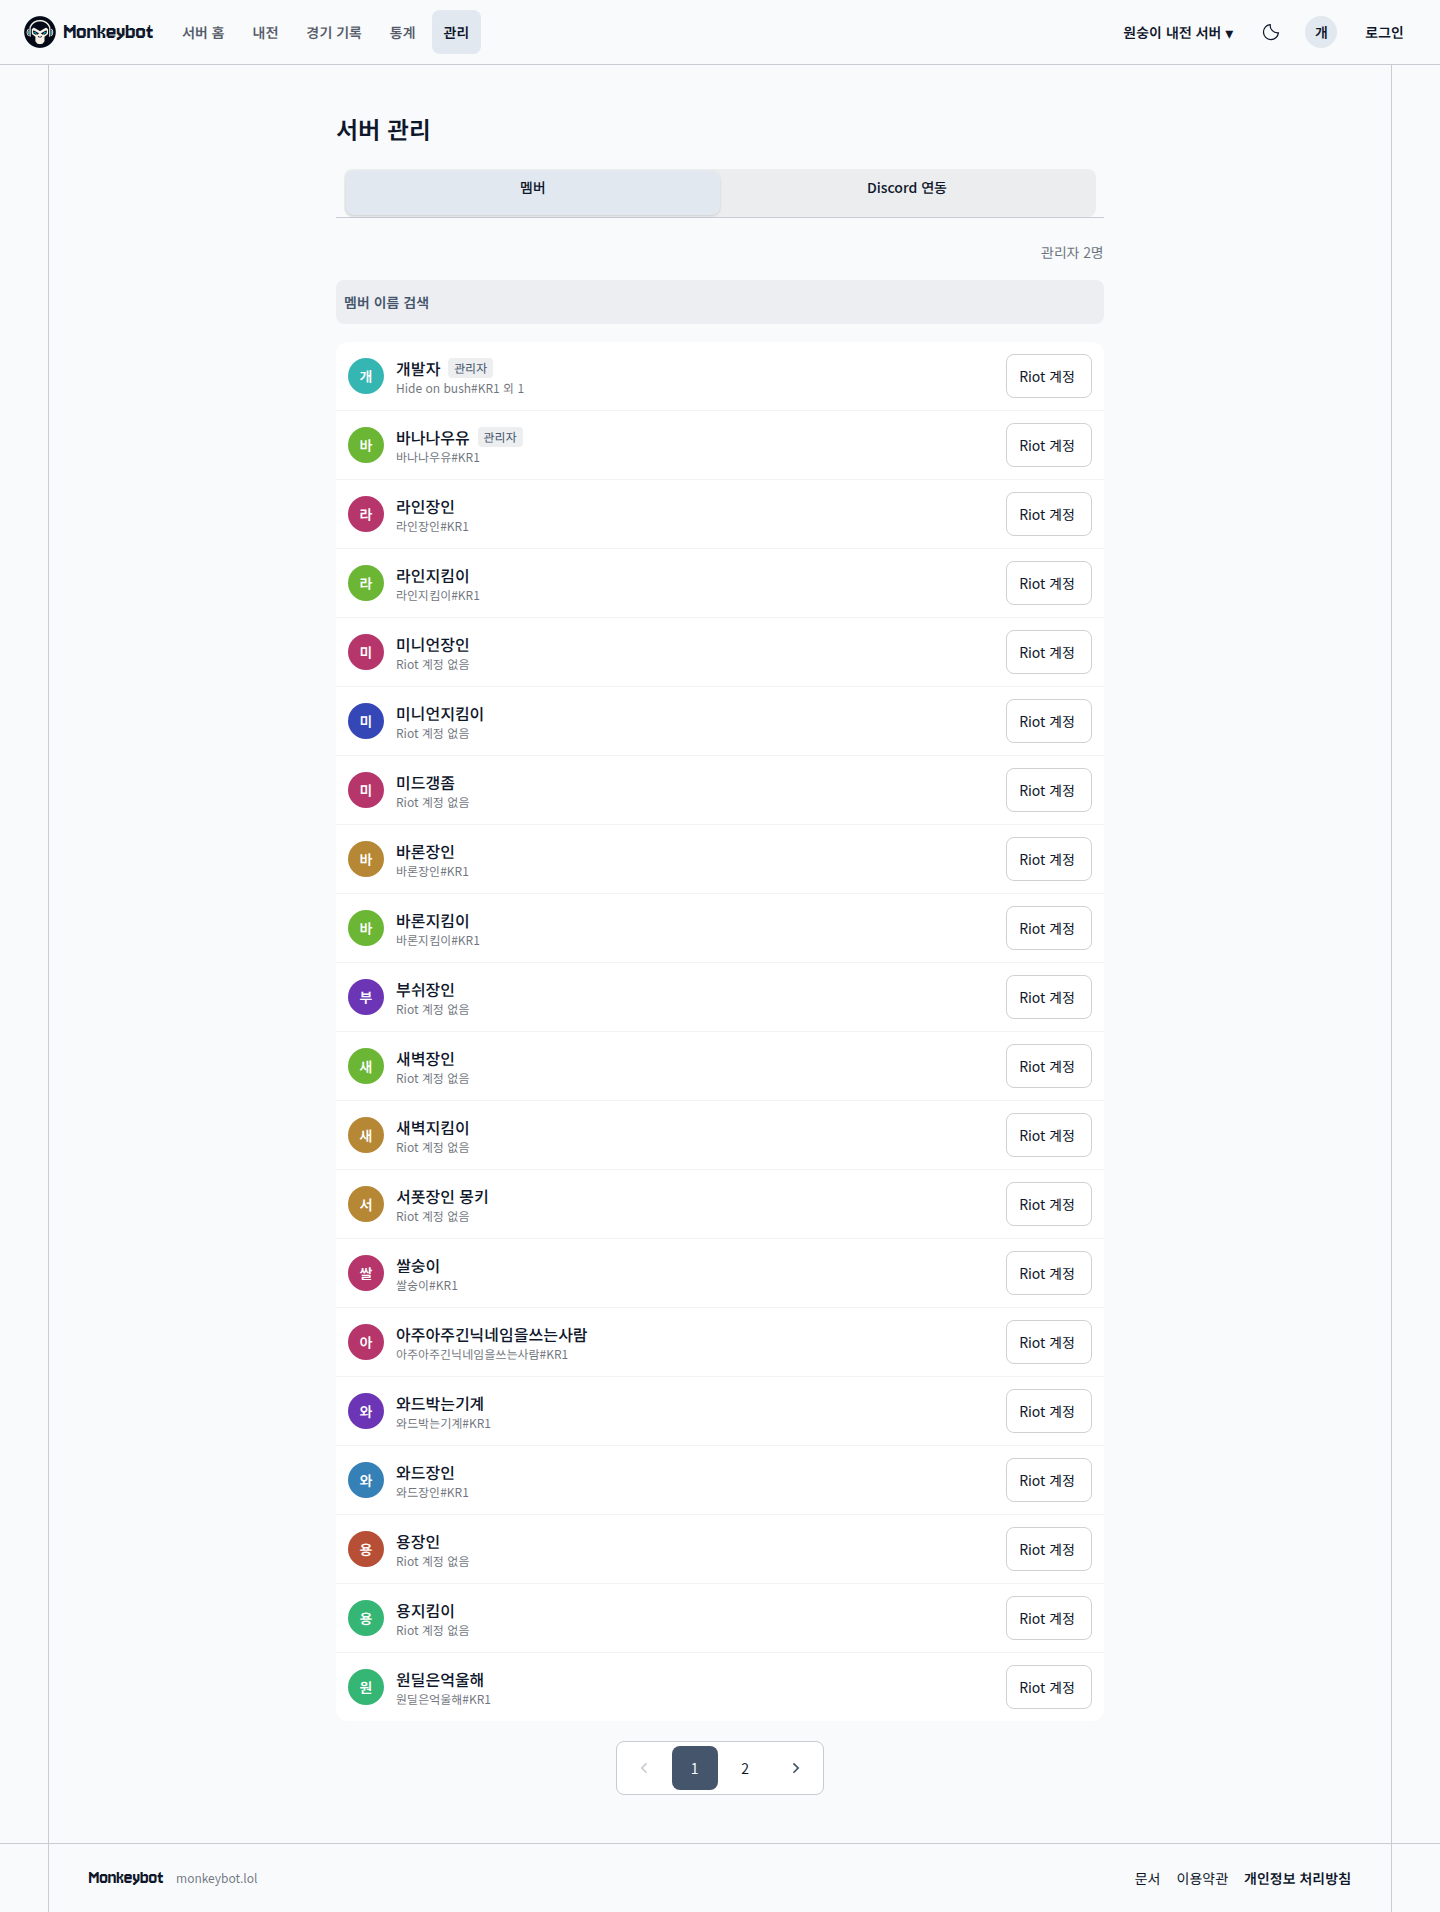 Monkeybot 서버 홈 내전 경기 기록 통계 관리 원숭이 내전 서버 ▾ 개 로그인
서버 관리
멤버 Discord 연동
관리자 2명
멤버 이름 검색
개 개발자 관리자 Riot 계정
Hide on bush#KR1 외 1
바 바나나우유 관리자 Riot 계정
바나나우유#KR1
라 라인장인 Riot 계정
라인장인#KR1
라 라인지킴이 Riot 계정
라인지킴이#KR1
미 미니언장인 Riot 계정
Riot 계정 없음
미 미니언지킴이 Riot 계정
Riot 계정 없음
미 미드갱좀 Riot 계정
Riot 계정 없음
바 바론장인 Riot 계정
바론장인#KR1
바 바론지킴이 Riot 계정
바론지킴이#KR1
부 부쉬장인 Riot 계정
Riot 계정 없음
새 새벽장인 Riot 계정
Riot 계정 없음
새 새벽지킴이 Riot 계정
Riot 계정 없음
서 서폿장인 몽키 Riot 계정
Riot 계정 없음
쌀 쌀숭이 Riot 계정
쌀숭이#KR1
아 아주아주긴닉네임을쓰는사람 Riot 계정
아주아주긴닉네임을쓰는사람#KR1
와 와드박는기계 Riot 계정
와드박는기계#KR1
와 와드장인 Riot 계정
와드장인#KR1
용 용장인 Riot 계정
Riot 계정 없음
용 용지킴이 Riot 계정
Riot 계정 없음
원 원딜은억울해 Riot 계정
원딜은억울해#KR1
1 2
Monkeybot monkeybot.lol 문서 이용약관 개인정보 처리방침